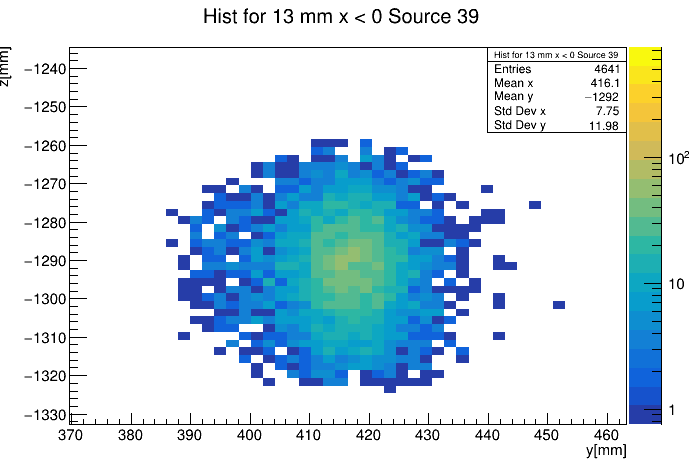 Hist for 13 mm x < 0 Source 39
z[mm]
Hist for 13 mm x < 0 Source 39
Entries 4641
Mean x 416.1
Mean y −1292
Std Dev x 7.75
Std Dev y 11.98
−1240
−1250
−1260
−1270
−1280
−1290
−1300
−1310
−1320
−1330
370 380 390 400 410 420 430 440 450 460
y[mm]
10²
10
1